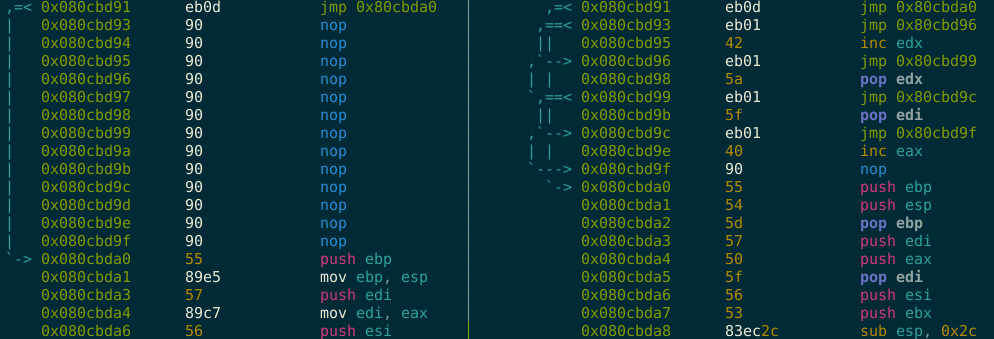 ,=< 0x080cbd91 eb0d jmp 0x80cbda0
| 0x080cbd93 90 nop
| 0x080cbd94 90 nop
| 0x080cbd95 90 nop
| 0x080cbd96 90 nop
| 0x080cbd97 90 nop
| 0x080cbd98 90 nop
| 0x080cbd99 90 nop
| 0x080cbd9a 90 nop
| 0x080cbd9b 90 nop
| 0x080cbd9c 90 nop
| 0x080cbd9d 90 nop
| 0x080cbd9e 90 nop
| 0x080cbd9f 90 nop
`-> 0x080cbda0 55 push ebp
0x080cbda1 89e5 mov ebp, esp
0x080cbda3 57 push edi
0x080cbda4 89c7 mov edi, eax
0x080cbda6 56 push esi
,=< 0x080cbd91 eb0d jmp 0x80cbda0
,==< 0x080cbd93 eb01 jmp 0x80cbd96
|| 0x080cbd95 42 inc edx
,`--> 0x080cbd96 eb01 jmp 0x80cbd99
| | 0x080cbd98 5a pop edx
`,==< 0x080cbd99 eb01 jmp 0x80cbd9c
|| 0x080cbd9b 5f pop edi
,`--> 0x080cbd9c eb01 jmp 0x80cbd9f
| | 0x080cbd9e 40 inc eax
`---> 0x080cbd9f 90 nop
`-> 0x080cbda0 55 push ebp
0x080cbda1 54 push esp
0x080cbda2 5d pop ebp
0x080cbda3 57 push edi
0x080cbda4 50 push eax
0x080cbda5 5f pop edi
0x080cbda6 56 push esi
0x080cbda7 53 push ebx
0x080cbda8 83ec2c sub esp, 0x2c